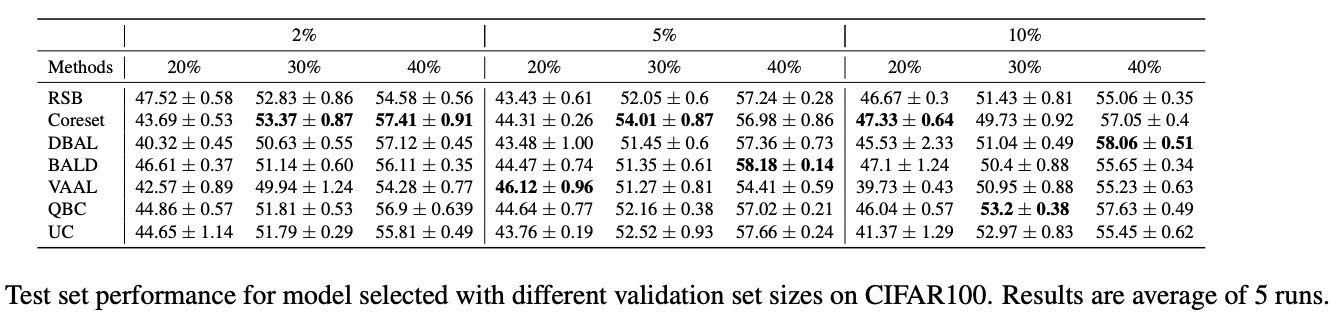 2% 5% 10%
Methods 20% 30% 40% 20% 30% 40% 20% 30% 40%
RSB 47.52 ± 0.58 52.83 ± 0.86 54.58 ± 0.56 43.43 ± 0.61 52.05 ± 0.6 57.24 ± 0.28 46.67 ± 0.3 51.43 ± 0.81 55.06 ± 0.35
Coreset 43.69 ± 0.53 53.37 ± 0.87 57.41 ± 0.91 44.31 ± 0.26 54.01 ± 0.87 56.98 ± 0.86 47.33 ± 0.64 49.73 ± 0.92 57.05 ± 0.4
DBAL 40.32 ± 0.45 50.63 ± 0.55 57.12 ± 0.45 43.48 ± 1.00 51.45 ± 0.6 57.36 ± 0.73 45.53 ± 2.33 51.04 ± 0.49 58.06 ± 0.51
BALD 46.61 ± 0.37 51.14 ± 0.60 56.11 ± 0.35 44.47 ± 0.74 51.35 ± 0.61 58.18 ± 0.14 47.1 ± 1.24 50.4 ± 0.88 55.65 ± 0.34
VAAL 42.57 ± 0.89 49.94 ± 1.24 54.28 ± 0.77 46.12 ± 0.96 51.27 ± 0.81 54.41 ± 0.59 39.73 ± 0.43 50.95 ± 0.88 55.23 ± 0.63
QBC 44.86 ± 0.57 51.81 ± 0.53 56.9 ± 0.639 44.64 ± 0.77 52.16 ± 0.38 57.02 ± 0.21 46.04 ± 0.57 53.2 ± 0.38 57.63 ± 0.49
UC 44.65 ± 1.14 51.79 ± 0.29 55.81 ± 0.49 43.76 ± 0.19 52.52 ± 0.93 57.66 ± 0.24 41.37 ± 1.29 52.97 ± 0.83 55.45 ± 0.62
Test set performance for model selected with different validation set sizes on CIFAR100. Results are average of 5 runs.